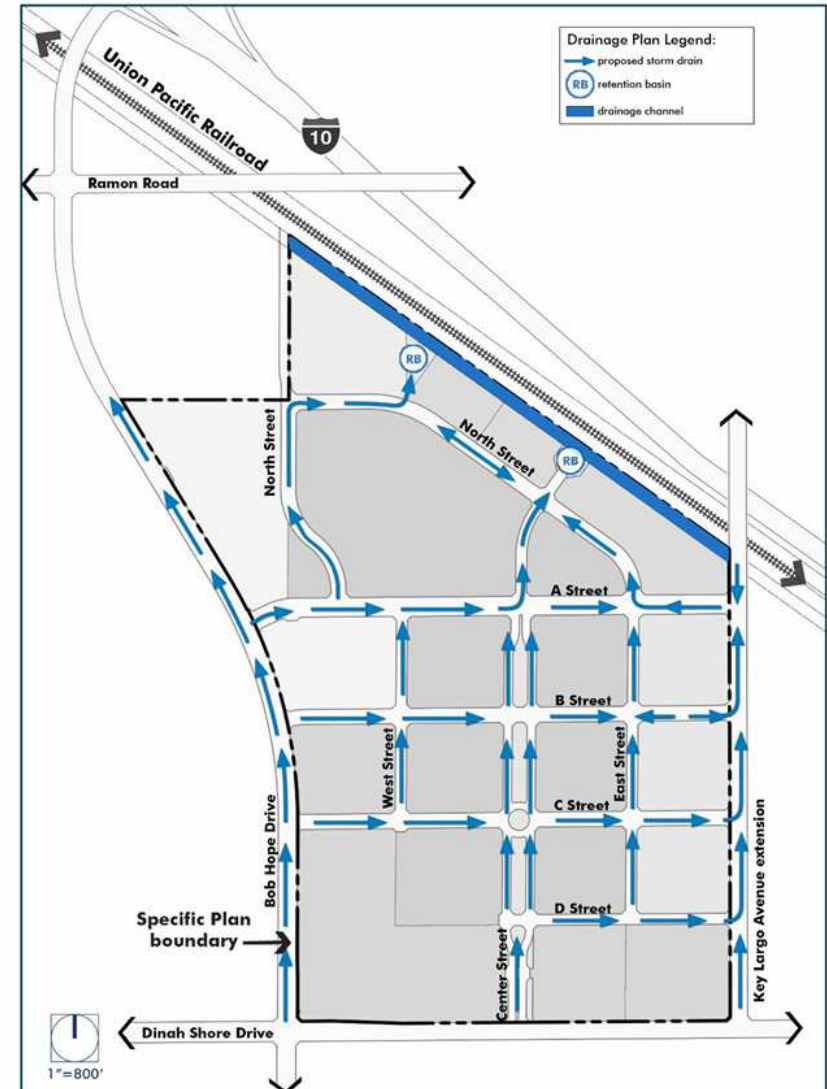 Drainage Plan Legend:
proposed storm drain
RB retention basin
drainage channel
Union Pacific Railroad
10
Ramon Road
RB
North Street
North Street
RB
A Street
B Street
West Street
East Street
C Street
Bob Hope Drive
Key Largo Avenue extension
D Street
Specific Plan
boundary
Center Street
Dinah Shore Drive
1"=800'